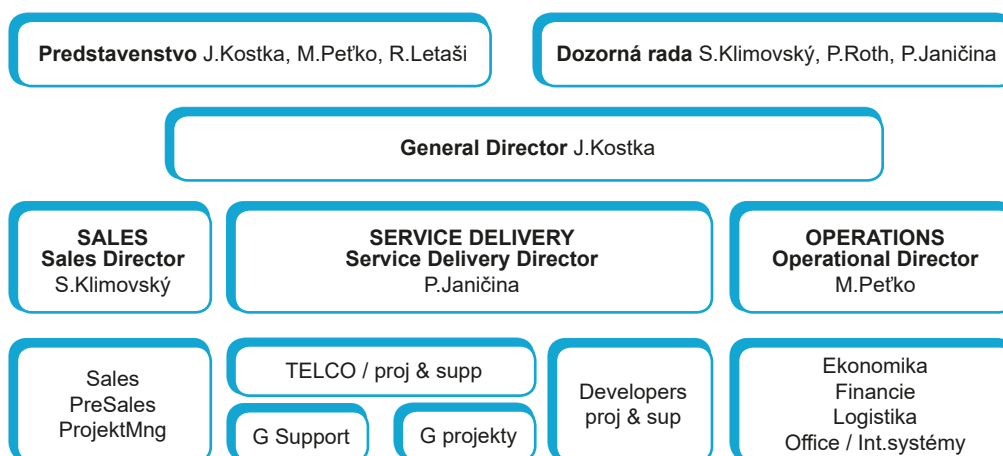 Predstavenstvo J.Kostka, M.Peťko, R.Letaši
Dozorná rada S.Klimovský, P.Roth, P.Janičina
General Director J.Kostka
SALES
Sales Director
S.Klimovský
SERVICE DELIVERY
Service Delivery Director
P.Janičina
OPERATIONS
Operational Director
M.Peťko
Sales
PreSales
ProjektMng
TELCO / proj & supp
G Support
G projekty
Developers
proj & sup
Ekonomika
Financie
Logistika
Office / Int.systémy